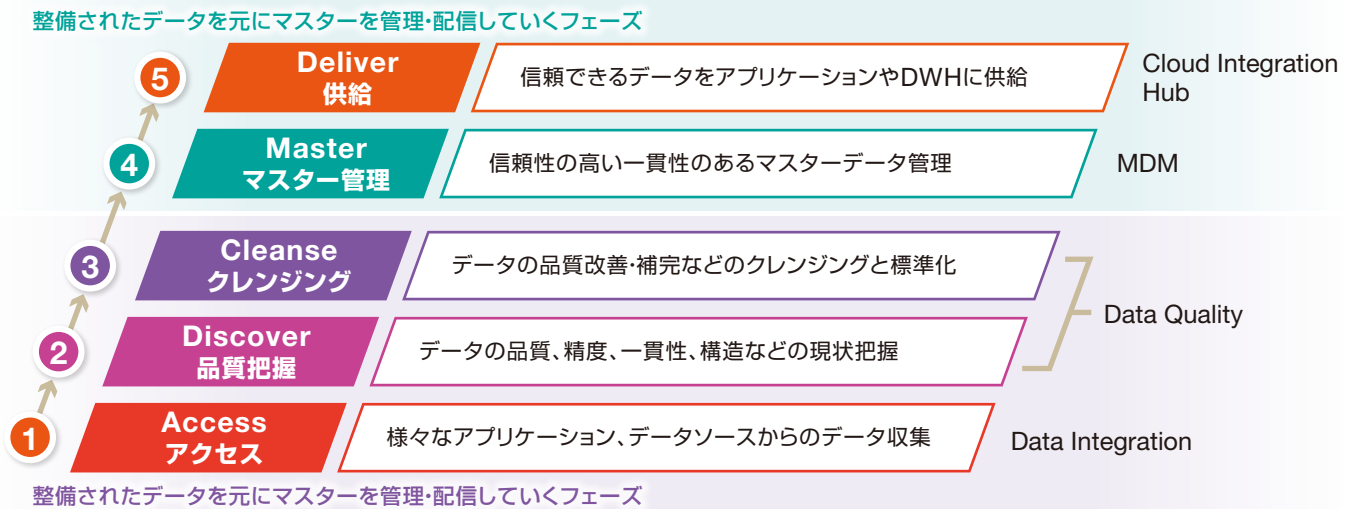 整備されたデータを元にマスターを管理・配信していくフェーズ
5
Deliver
供給
信頼できるデータをアプリケーションやDWHに供給
Cloud Integration
Hub
4
Master
マスター管理
信頼性の高い一貫性のあるマスターデータ管理
MDM
3
Cleanse
クレンジング
データの品質改善・補完などのクレンジングと標準化
2
Discover
品質把握
データの品質、精度、一貫性、構造などの現状把握
Data Quality
1
Access
アクセス
様々なアプリケーション、データソースからのデータ収集
Data Integration
整備されたデータを元にマスターを管理・配信していくフェーズ